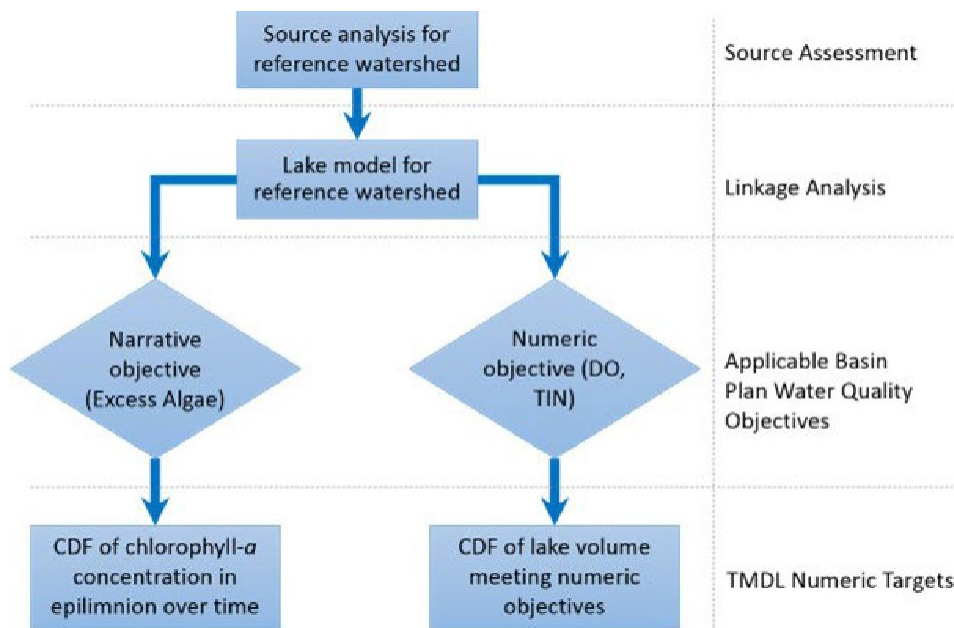 Source analysis for
reference watershed
Source Assessment
Lake model for
reference watershed
Linkage Analysis
Narrative
objective
(Excess Algae)
Numeric
objective (DO,
TIN)
Applicable Basin
Plan Water Quality
Objectives
CDF of chlorophyll-a
concentration in
epilimnion over time
CDF of lake volume
meeting numeric
objectives
TMDL Numeric Targets